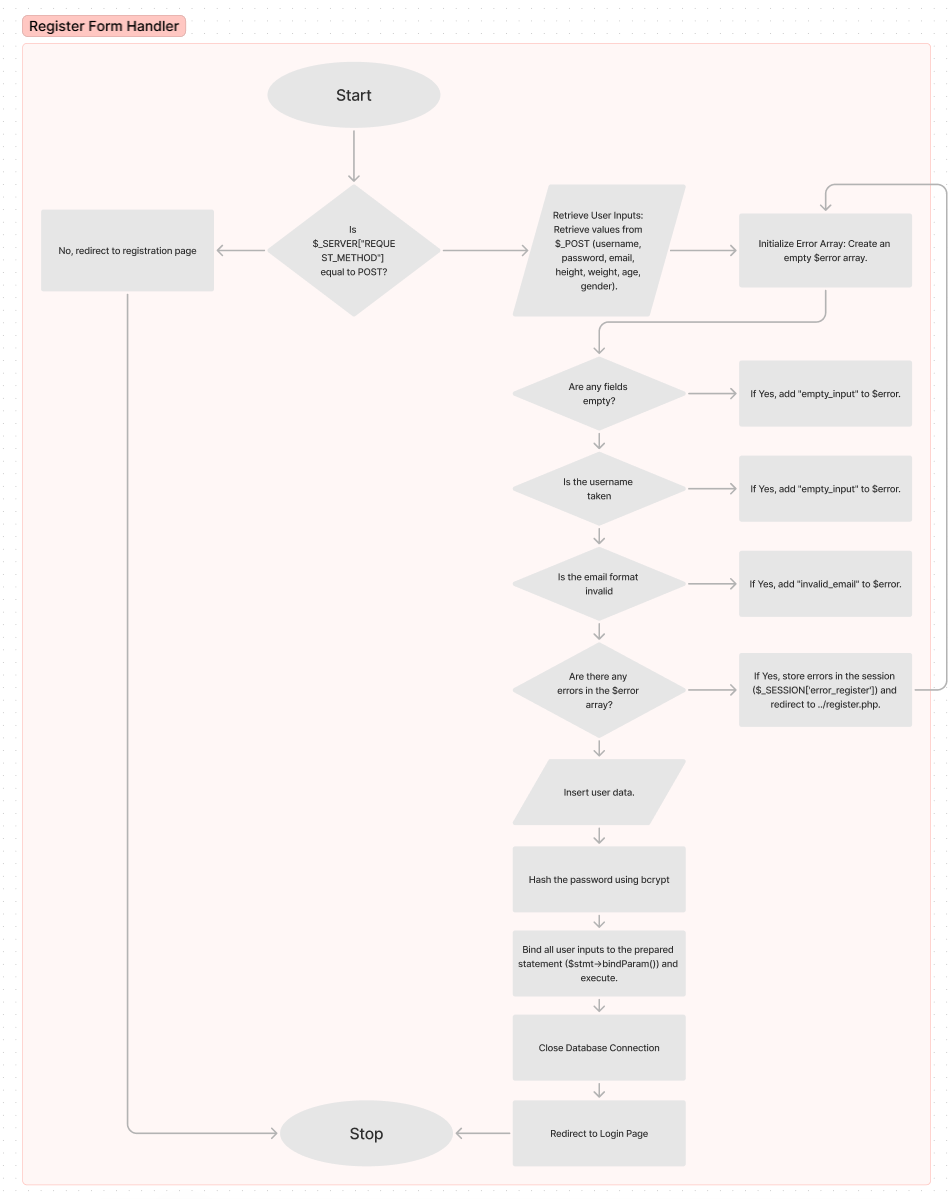 Register Form Handler
Start
Is
$_SERVER["REQUE
ST_METHOD"]
equal to POST?
No, redirect to registration page
Retrieve User Inputs:
Retrieve values from
$_POST (username,
password, email,
height, weight, age,
gender).
Initialize Error Array: Create an
empty $error array.
Are any fields
empty?
If Yes, add "empty_input" to $error.
Is the username
taken
If Yes, add "empty_input" to $error.
Is the email format
invalid
If Yes, add "invalid_email" to $error.
Are there any
errors in the $error
array?
If Yes, store errors in the session
($_SESSION['error_register']) and
redirect to ../register.php.
Insert user data.
Hash the password using bcrypt
Bind all user inputs to the prepared
statement ($stmt->bindParam()) and
execute.
Close Database Connection
Redirect to Login Page
Stop